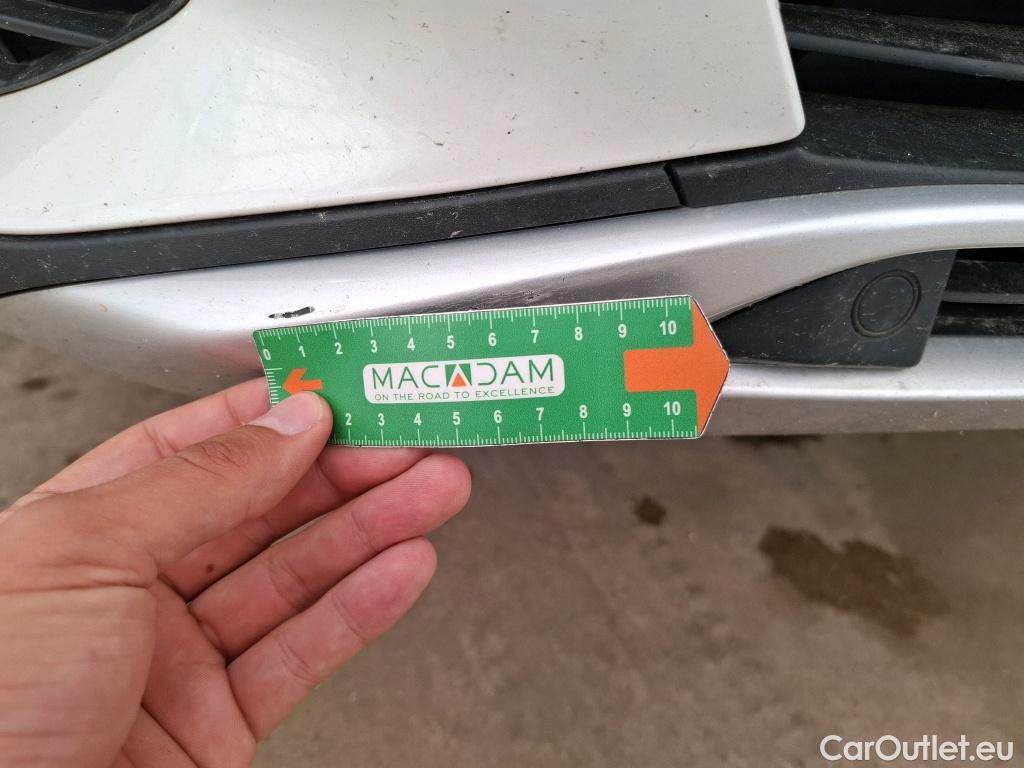 0 1 2 3 4 5 6 7 8 9 10
MACADAM
ON THE ROAD TO EXCELLENCE
2 3 4 5 6 7 8 9 10
CarOutlet.eu